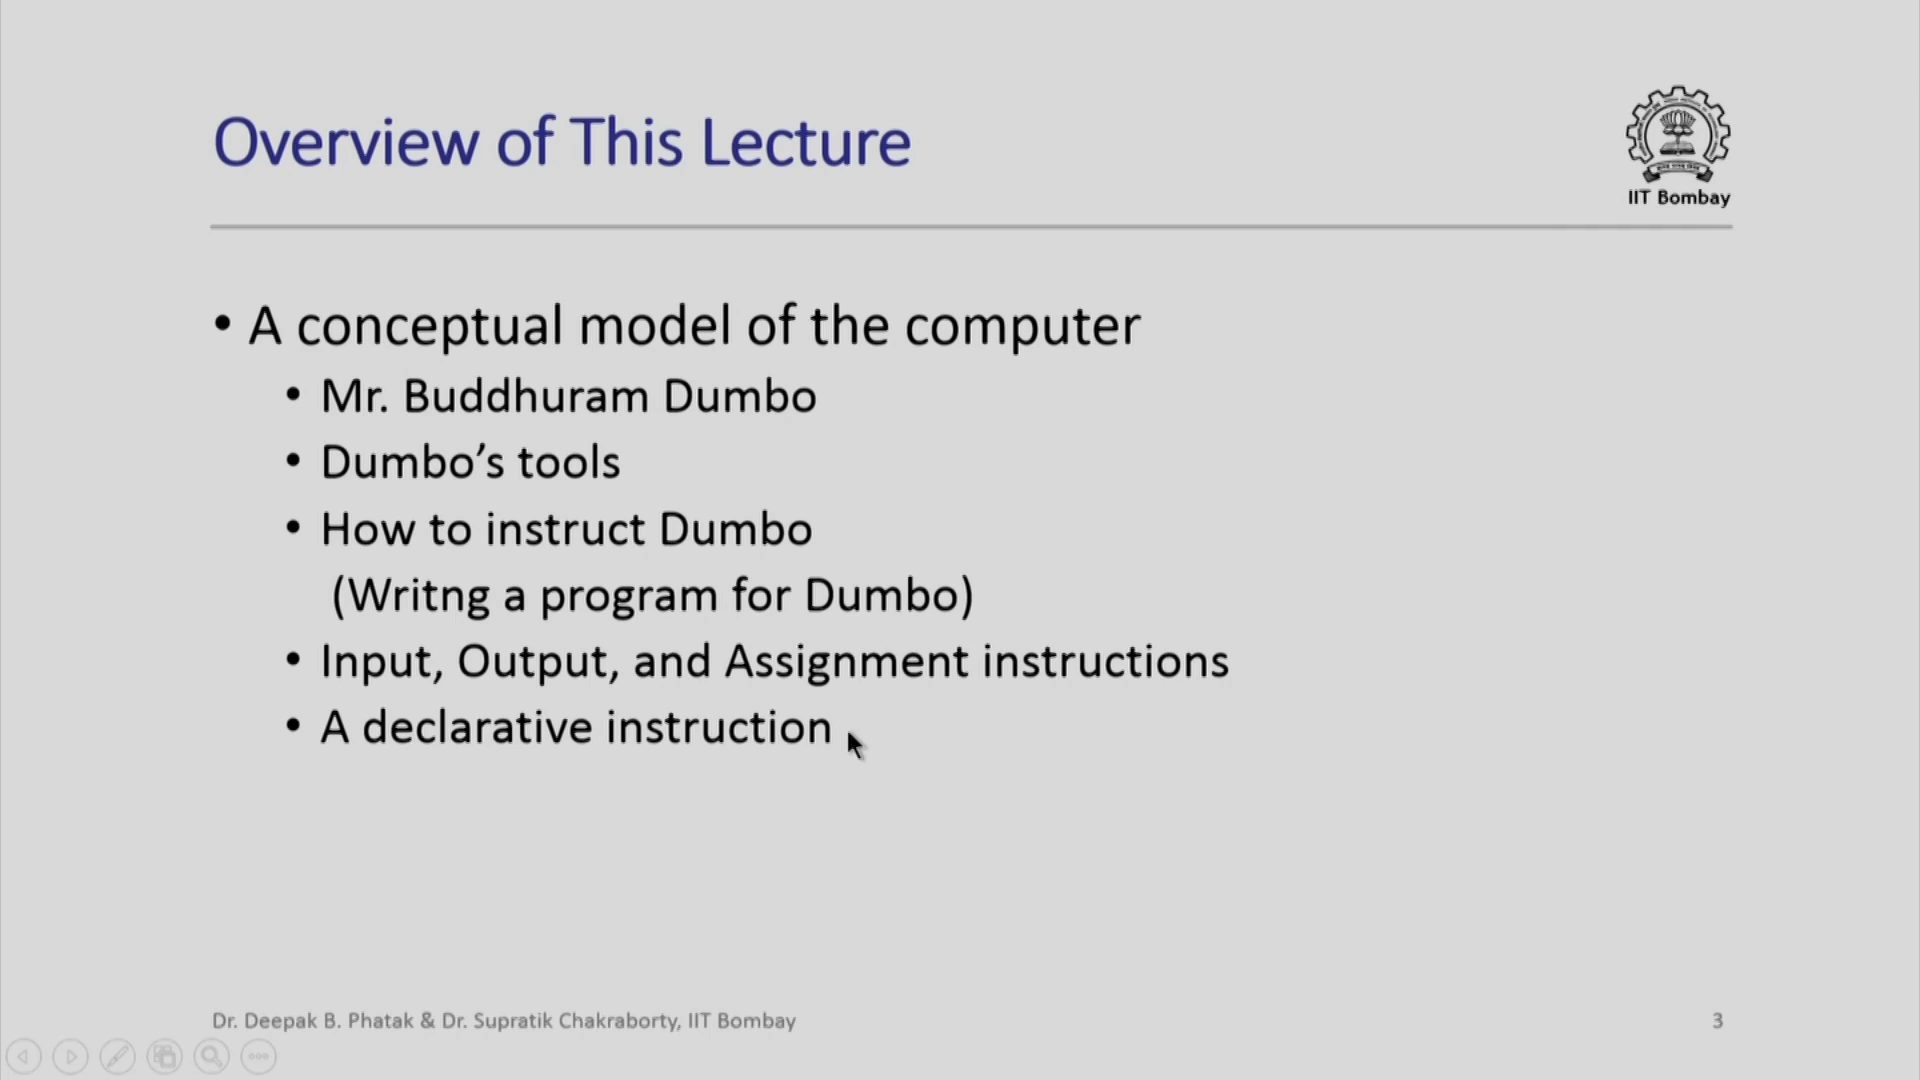 Overview of This Lecture
IIT Bombay
• A conceptual model of the computer
• Mr. Buddhuram Dumbo
• Dumbo’s tools
• How to instruct Dumbo
(Writng a program for Dumbo)
• Input, Output, and Assignment instructions
• A declarative instruction
Dr. Deepak B. Phatak & Dr. Supratik Chakraborty, IIT Bombay
3